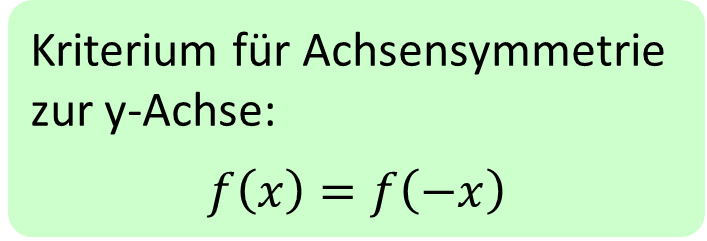 Kriterium für Achsensymmetrie
zur y-Achse:
f(x) = f(−x)